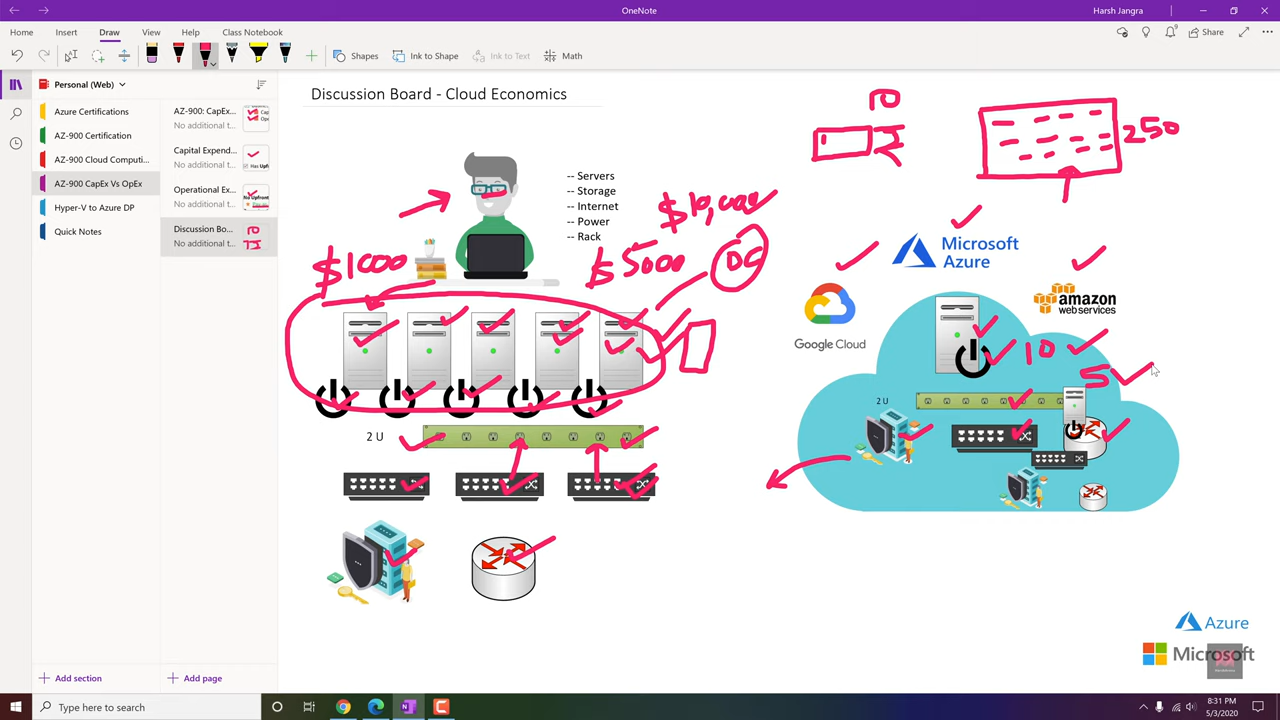 OneNote
Harsh Jangra
Home Insert Draw View Help Class Notebook
Share
Shapes Ink to Shape Ink to Text Math
Personal (Web)
Azure Certifications
AZ-900 Certification
AZ-900 Cloud Computi...
AZ-900 CapEx Vs OpEx
Hyper-V to Azure DP
Quick Notes
AZ-900: CapEx...
No additional t...
Capital Expend...
No additional t...
Operational Ex...
No additional t...
Discussion Bo...
No additional t...
Discussion Board - Cloud Economics
-- Servers
-- Storage
-- Internet
-- Power
-- Rack
$10,000
$1000
$5000
DC
2 U
250
Microsoft
Azure
Google Cloud
amazon
web services
10
5
2 U
Azure
Microsoft
Add section
Add page
Type here to search
8:31 PM
5/3/2020